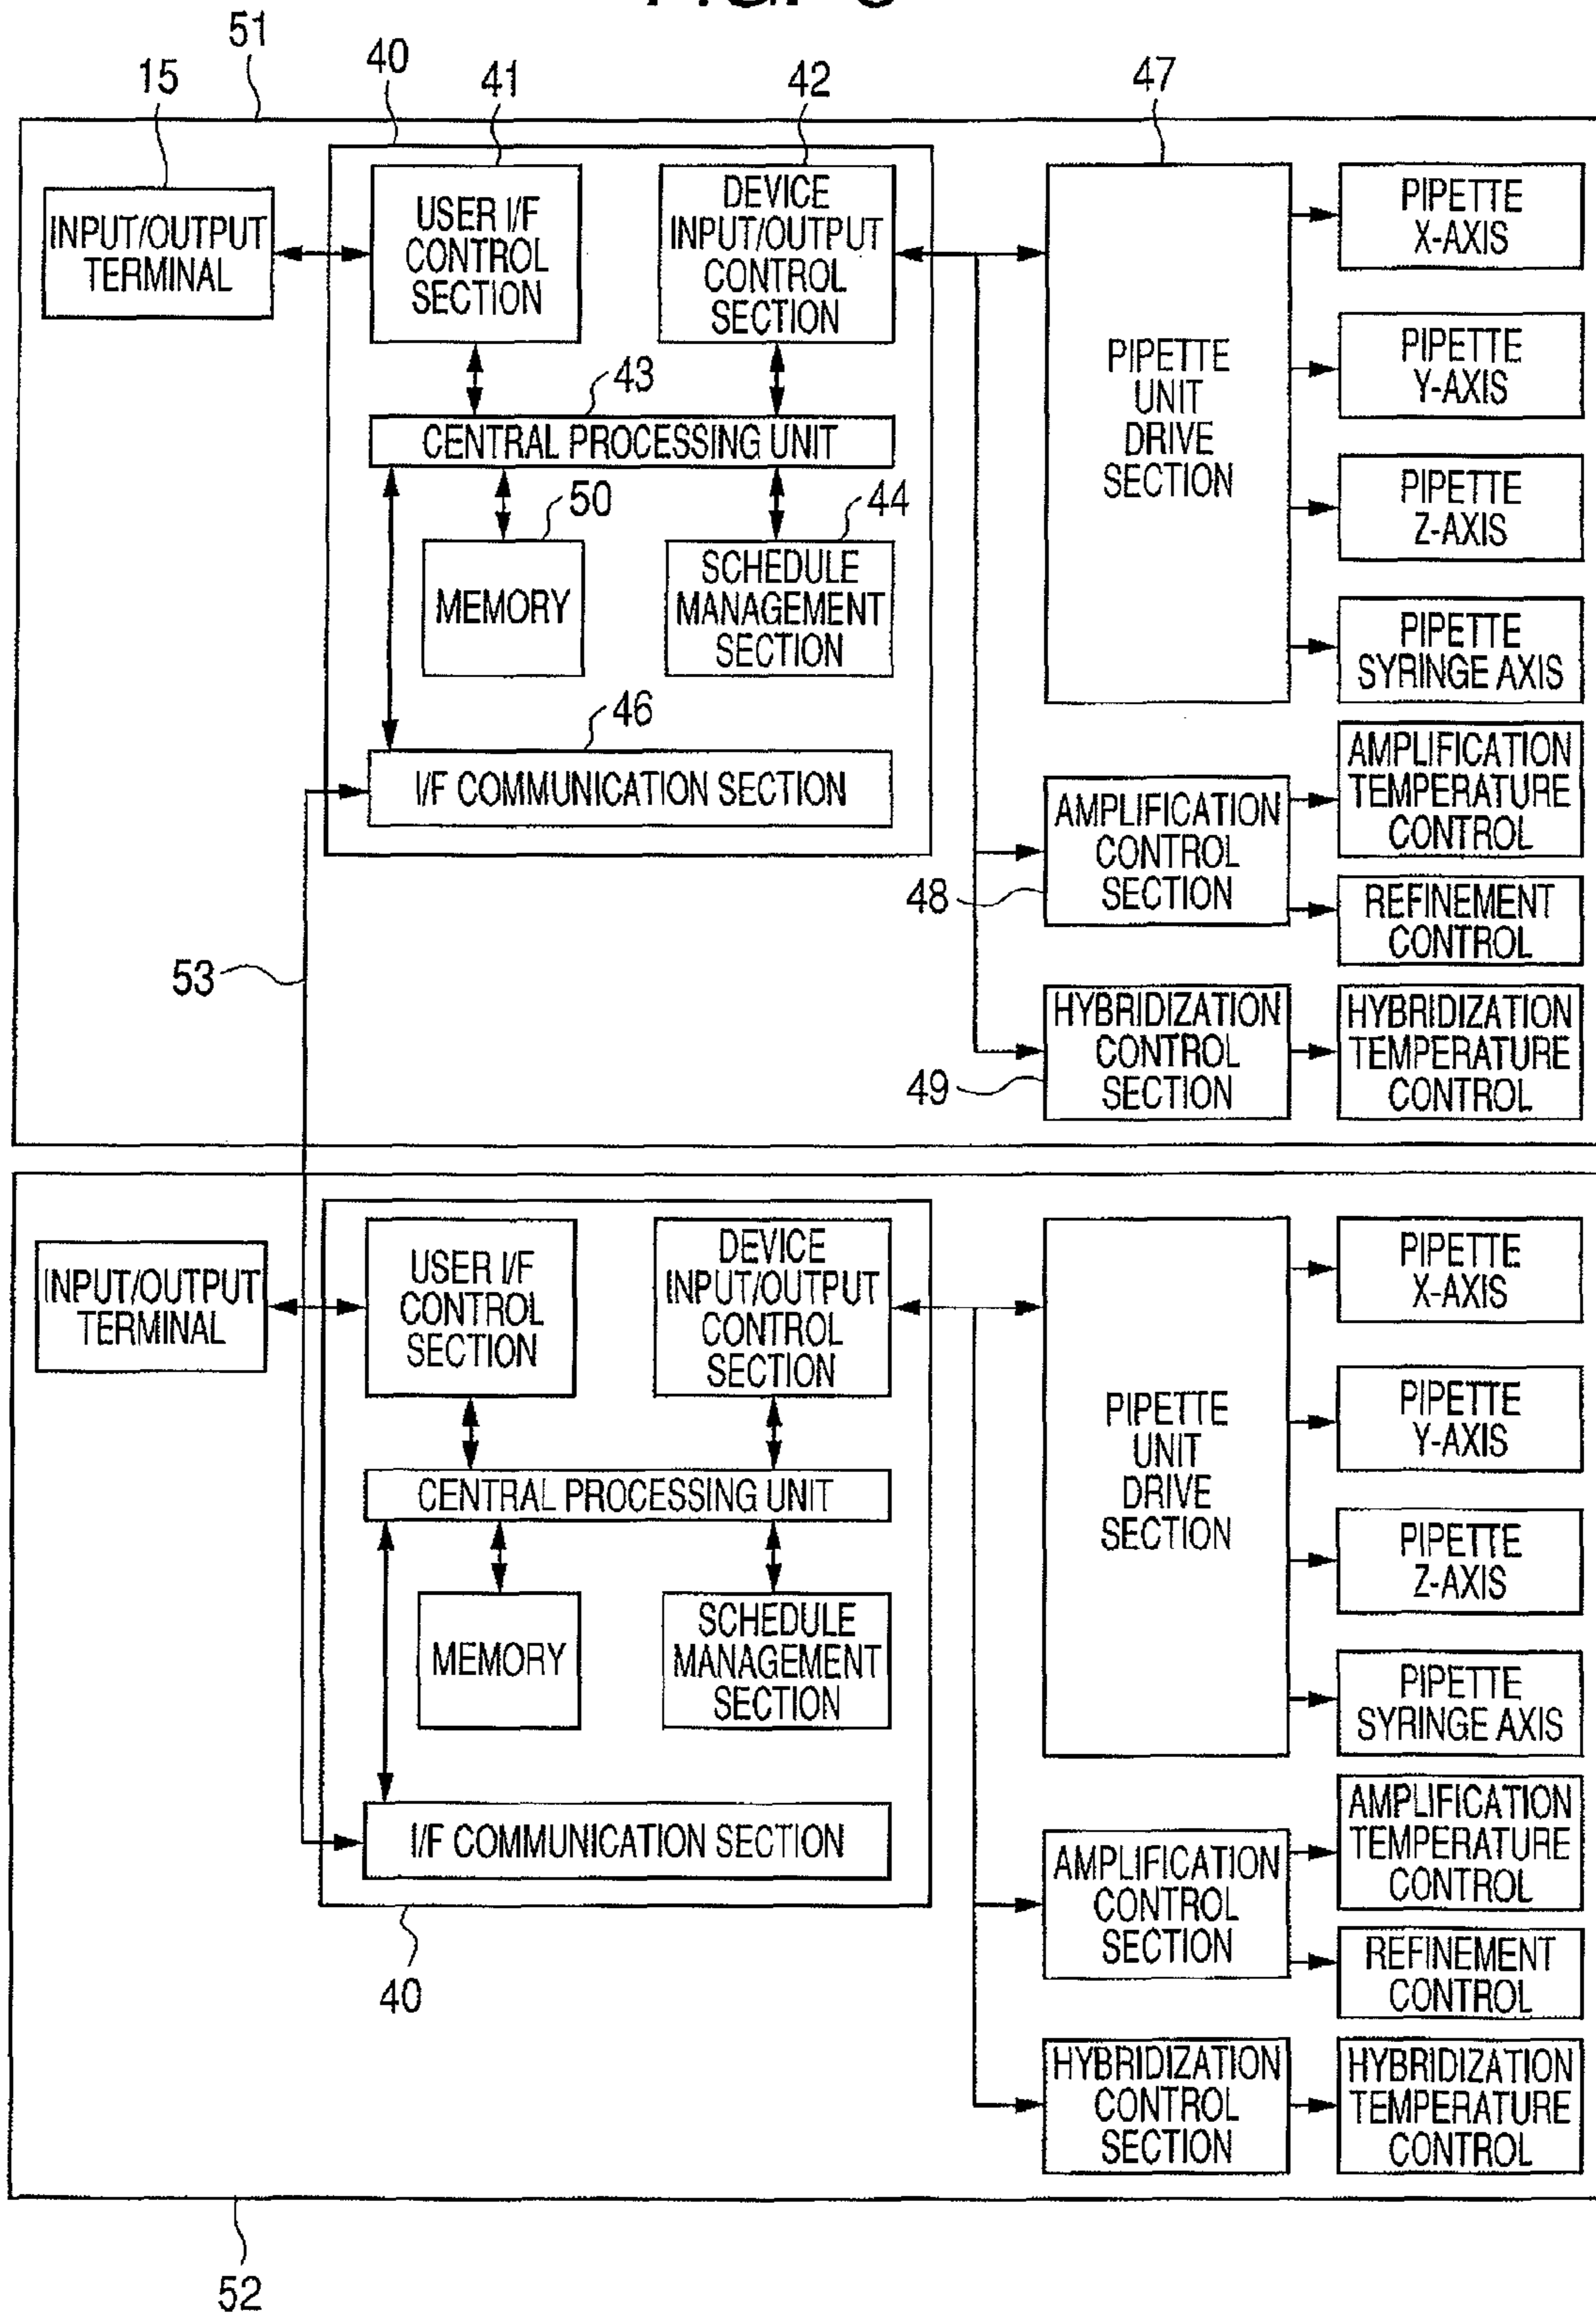 51
15
40
41
42
47
INPUT/OUTPUT
TERMINAL
USER I/F
CONTROL
SECTION
DEVICE
INPUT/OUTPUT
CONTROL
SECTION
PIPETTE
UNIT
DRIVE
SECTION
PIPETTE
X-AXIS
PIPETTE
Y-AXIS
PIPETTE
Z-AXIS
PIPETTE
SYRINGE AXIS
43
CENTRAL PROCESSING UNIT
50
44
MEMORY
SCHEDULE
MANAGEMENT
SECTION
46
I/F COMMUNICATION SECTION
AMPLIFICATION
CONTROL
SECTION
48
AMPLIFICATION
TEMPERATURE
CONTROL
REFINEMENT
CONTROL
53
HYBRIDIZATION
CONTROL
SECTION
49
HYBRIDIZATION
TEMPERATURE
CONTROL
INPUT/OUTPUT
TERMINAL
USER I/F
CONTROL
SECTION
DEVICE
INPUT/OUTPUT
CONTROL
SECTION
PIPETTE
UNIT
DRIVE
SECTION
PIPETTE
X-AXIS
PIPETTE
Y-AXIS
PIPETTE
Z-AXIS
PIPETTE
SYRINGE AXIS
CENTRAL PROCESSING UNIT
MEMORY
SCHEDULE
MANAGEMENT
SECTION
I/F COMMUNICATION SECTION
40
AMPLIFICATION
CONTROL
SECTION
AMPLIFICATION
TEMPERATURE
CONTROL
REFINEMENT
CONTROL
HYBRIDIZATION
CONTROL
SECTION
HYBRIDIZATION
TEMPERATURE
CONTROL
52